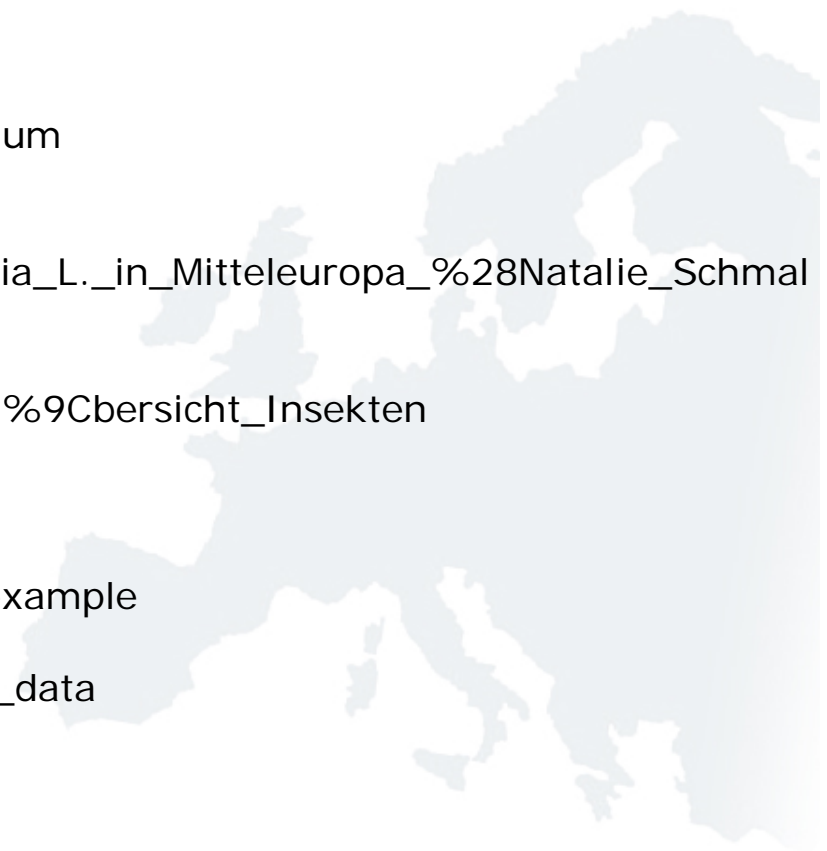 um
ia_L._in_Mitteleuropa_%28Natalie_Schmal
%9Cbersicht_Insekten
xample
_data